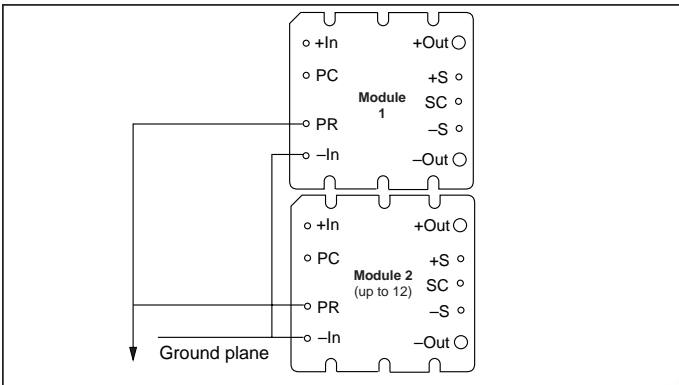 +In +Out
PC +S
Module
1
SC
PR –S
–In –Out
+In +Out
PC +S
Module 2
(up to 12)
SC
PR –S
–In –Out
Ground plane